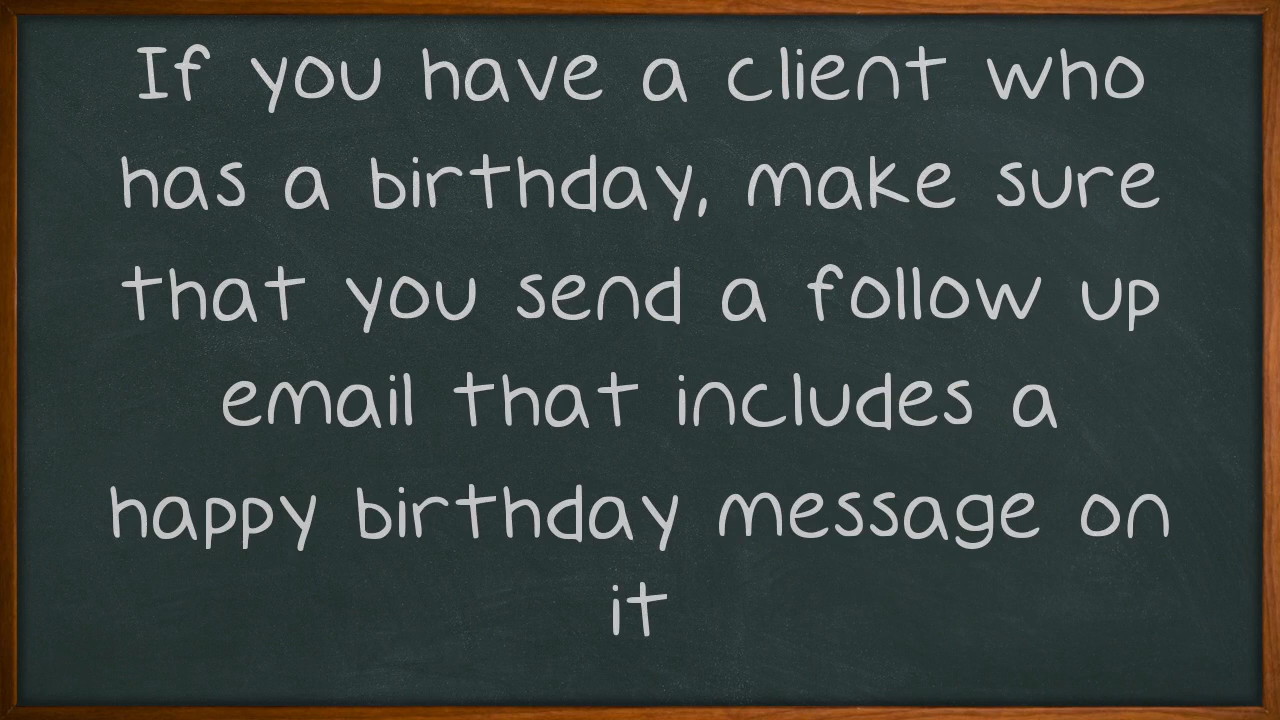 If you have a client who
has a birthday, make sure
that you send a follow up
email that includes a
happy birthday message on
it